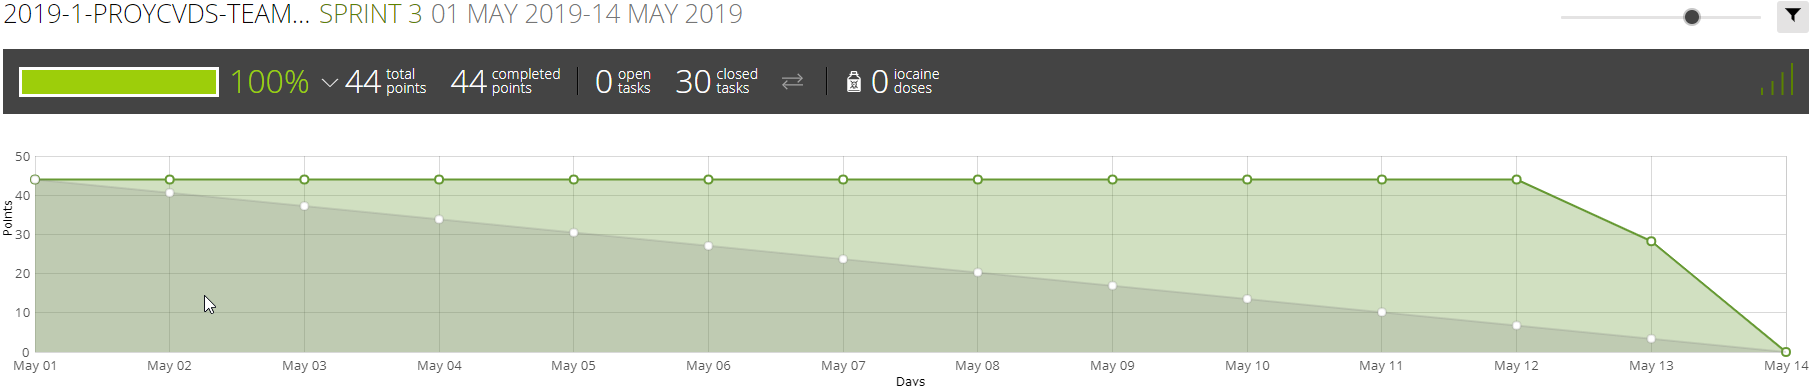 2019-1-PROYCVDS-TEAM... SPRINT 3 01 MAY 2019-14 MAY 2019
100% 44 total points 44 completed points 0 open tasks 30 closed tasks 0 iocaine doses
50
40
30
20
10
0
Points
May 01 May 02 May 03 May 04 May 05 May 06 May 07 May 08 May 09 May 10 May 11 May 12 May 13 May 14
Days